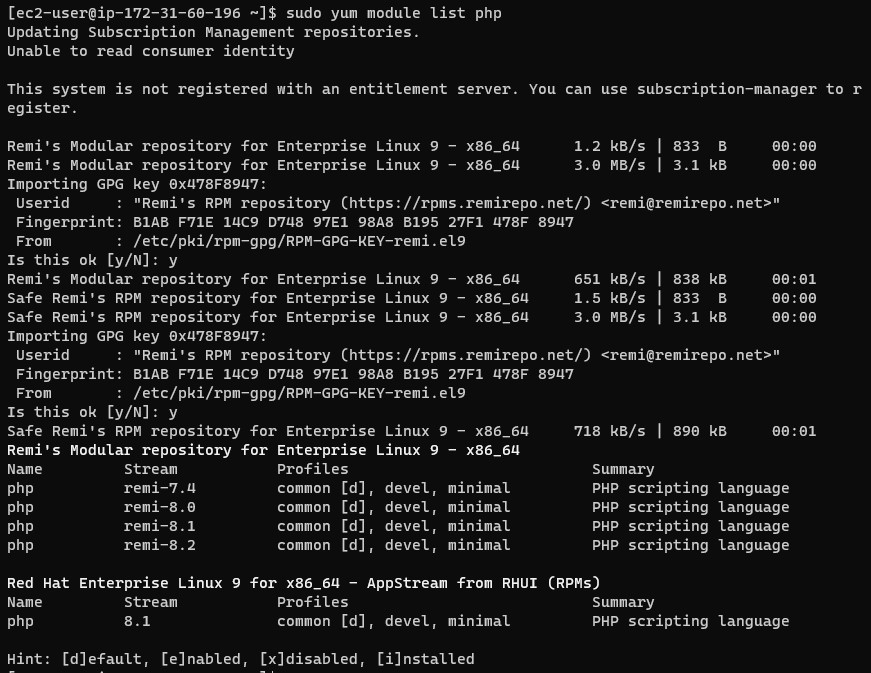 [ec2-user@ip-172-31-60-196 ~]$ sudo yum module list php
Updating Subscription Management repositories.
Unable to read consumer identity
This system is not registered with an entitlement server. You can use subscription-manager to r
egister.
Remi's Modular repository for Enterprise Linux 9 - x86_64      1.2 kB/s | 833  B     00:00
Remi's Modular repository for Enterprise Linux 9 - x86_64      3.0 MB/s | 3.1 kB     00:00
Importing GPG key 0x478F8947:
 Userid     : "Remi's RPM repository (https://rpms.remirepo.net/) <remi@remirepo.net>"
 Fingerprint: B1AB F71E 14C9 D748 97E1 98A8 B195 27F1 478F 8947
 From       : /etc/pki/rpm-gpg/RPM-GPG-KEY-remi.el9
Is this ok [y/N]: y
Remi's Modular repository for Enterprise Linux 9 - x86_64      651 kB/s | 838 kB     00:01
Safe Remi's RPM repository for Enterprise Linux 9 - x86_64     1.5 kB/s | 833  B     00:00
Safe Remi's RPM repository for Enterprise Linux 9 - x86_64     3.0 MB/s | 3.1 kB     00:00
Importing GPG key 0x478F8947:
 Userid     : "Remi's RPM repository (https://rpms.remirepo.net/) <remi@remirepo.net>"
 Fingerprint: B1AB F71E 14C9 D748 97E1 98A8 B195 27F1 478F 8947
 From       : /etc/pki/rpm-gpg/RPM-GPG-KEY-remi.el9
Is this ok [y/N]: y
Safe Remi's RPM repository for Enterprise Linux 9 - x86_64     718 kB/s | 890 kB     00:01
Remi's Modular repository for Enterprise Linux 9 - x86_64
Name         Stream           Profiles                           Summary
php          remi-7.4         common [d], devel, minimal         PHP scripting language
php          remi-8.0         common [d], devel, minimal         PHP scripting language
php          remi-8.1         common [d], devel, minimal         PHP scripting language
php          remi-8.2         common [d], devel, minimal         PHP scripting language
Red Hat Enterprise Linux 9 for x86_64 - AppStream from RHUI (RPMs)
Name         Stream           Profiles                           Summary
php          8.1              common [d], devel, minimal         PHP scripting language
Hint: [d]efault, [e]nabled, [x]disabled, [i]nstalled